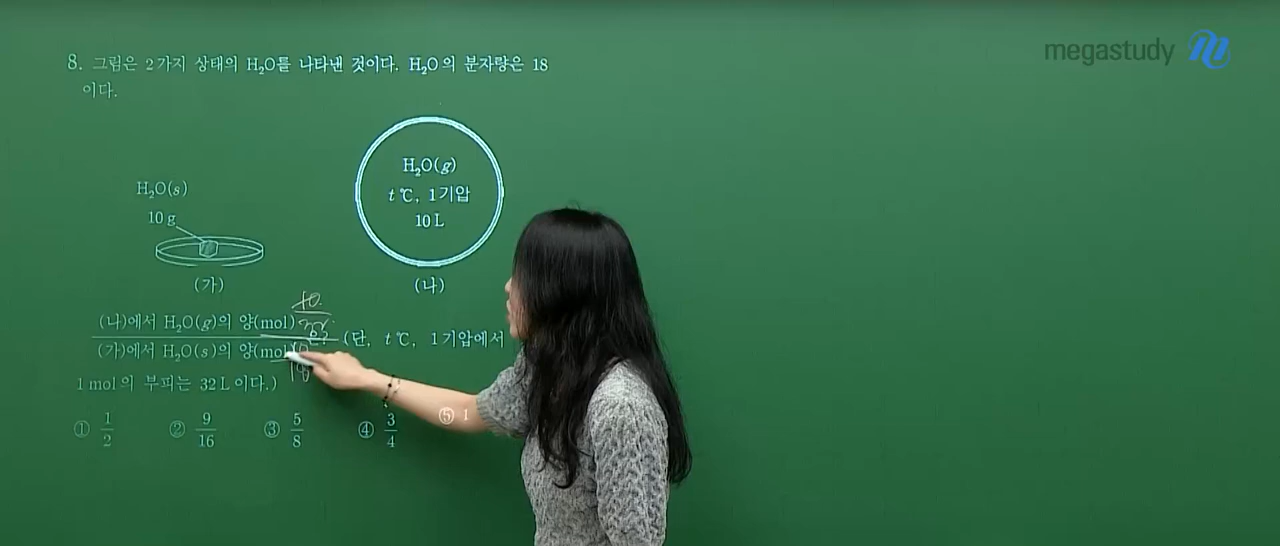 megastudy
8. 그림은 2가지 상태의 H₂O를 나타낸 것이다. H₂O의 분자량은 18
이다.
H₂O(s)
10 g
(가)
H₂O(g)
t ℃, 1기압
10 L
(나)
(나)에서 H₂O(g)의 양(mol)
(가)에서 H₂O(s)의 양(mol)
(단, t ℃, 1기압에서
1 mol의 부피는 32 L이다.)
① 1/2 ② 9/16 ③ 5/8 ④ 3/4 ⑤ 1